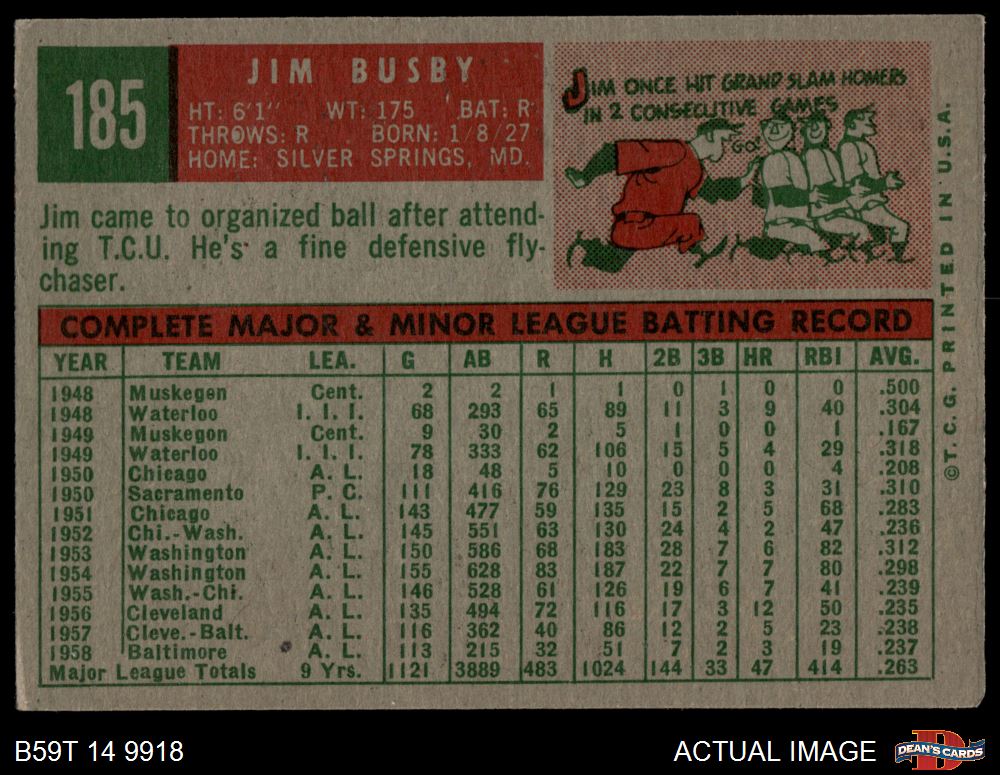 185
JIM BUSBY
HT: 6'1" WT: 175 BAT: R
THROWS: R BORN: 1/8/27
HOME: SILVER SPRINGS, MD.
JIM ONCE HIT GRAND SLAM HOMERS
IN 2 CONSECUTIVE GAMES
GO!
Jim came to organized ball after attend-
ing T.C.U. He's a fine defensive fly-
chaser.
COMPLETE MAJOR & MINOR LEAGUE BATTING RECORD
YEAR TEAM LEA. G AB R H 2B 3B HR RBI AVG.
1948 Muskegon Cent. 2 2 1 1 0 1 0 0 .500
1948 Waterloo I. I. I. 68 293 65 89 11 3 9 40 .304
1949 Muskegon Cent. 9 30 2 5 1 0 0 1 .167
1949 Waterloo I. I. I. 78 333 62 106 15 5 4 29 .318
1950 Chicago A. L. 18 48 5 10 0 0 0 4 .208
1950 Sacramento P. C. 111 416 76 129 23 8 3 31 .310
1951 Chicago A. L. 143 477 59 135 15 2 5 68 .283
1952 Chi.-Wash. A. L. 145 551 63 130 24 4 2 47 .236
1953 Washington A. L. 150 586 68 183 28 7 6 82 .312
1954 Washington A. L. 155 628 83 187 22 7 7 80 .298
1955 Wash.-Chi. A. L. 146 528 61 126 19 6 7 41 .239
1956 Cleveland A. L. 135 494 72 116 17 3 12 50 .235
1957 Cleve.-Balt. A. L. 116 362 40 86 12 2 5 23 .238
1958 Baltimore A. L. 113 215 32 51 7 2 3 19 .237
Major League Totals 9 Yrs. 1121 3889 483 1024 144 33 47 414 .263
©T.C.G. PRINTED IN U.S.A.
B59T 14 9918
ACTUAL IMAGE
DEAN'S CARDS